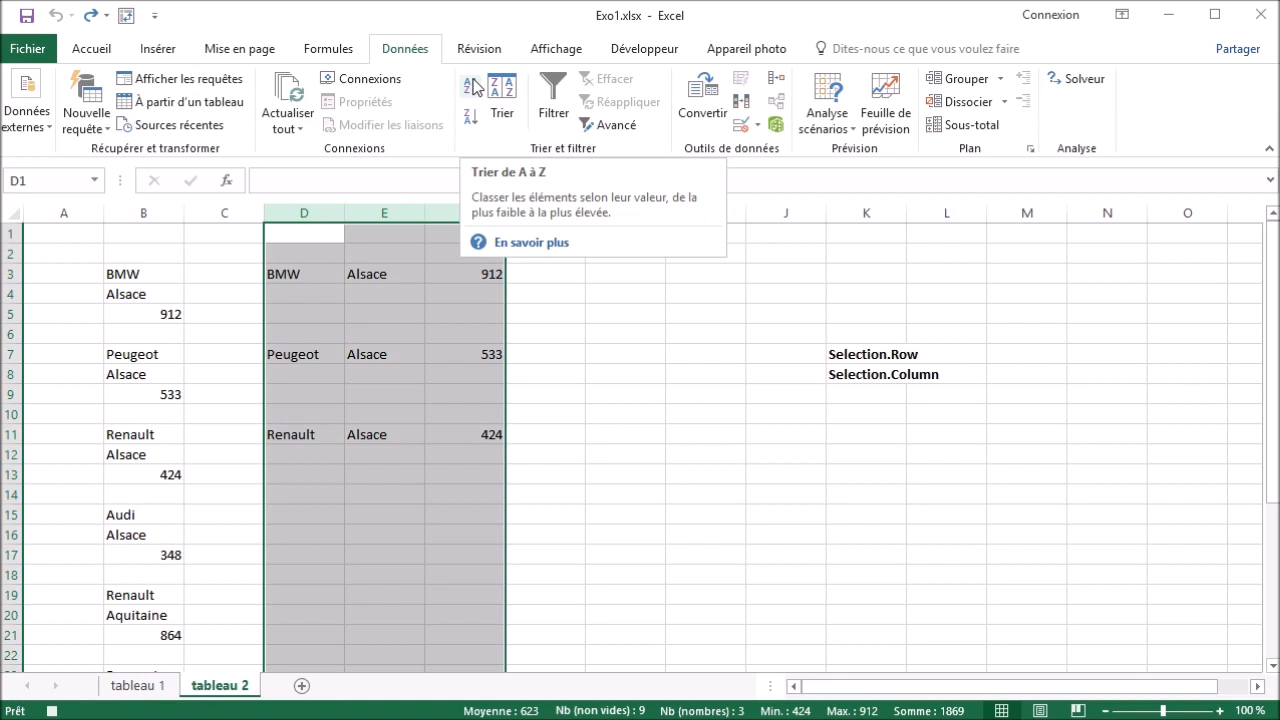 Exo1.xlsx - Excel
Connexion
Fichier
Accueil
Insérer
Mise en page
Formules
Données
Révision
Affichage
Développeur
Appareil photo
Dites-nous ce que vous voulez faire
Partager
Données
externes
Nouvelle
requête
Afficher les requêtes
À partir d'un tableau
Sources récentes
Récupérer et transformer
Actualiser
tout
Connexions
Propriétés
Modifier les liaisons
Connexions
Trier
Filtrer
Effacer
Réappliquer
Avancé
Trier et filtrer
Convertir
Outils de données
Analyse
scénarios
Feuille de
prévision
Prévision
Grouper
Dissocier
Sous-total
Plan
Solveur
Analyse
D1
fx
Trier de A à Z
Classer les éléments selon leur valeur, de la
plus faible à la plus élevée.
? En savoir plus
A B C D E J K L M N O
1
2
3 BMW BMW Alsace 912
4 Alsace
5 912
6
7 Peugeot Peugeot Alsace 533 Selection.Row
8 Alsace Selection.Column
9 533
10
11 Renault Renault Alsace 424
12 Alsace
13 424
14
15 Audi
16 Alsace
17 348
18
19 Renault
20 Aquitaine
21 864
22
tableau 1
tableau 2
Prêt
Moyenne : 623 Nb (non vides) : 9 Nb (nombres) : 3 Min. : 424 Max. : 912 Somme : 1869
100 %